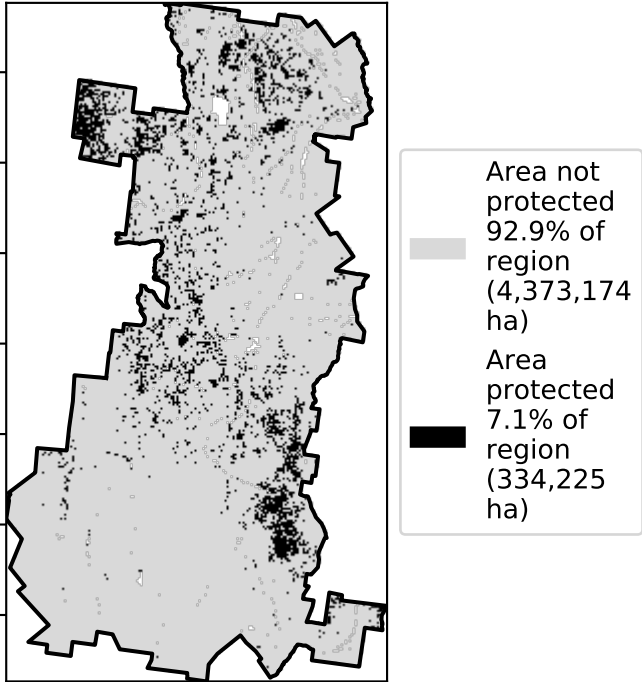 Area not
protected
92.9% of
region
(4,373,174
ha)
Area
protected
7.1% of
region
(334,225
ha)